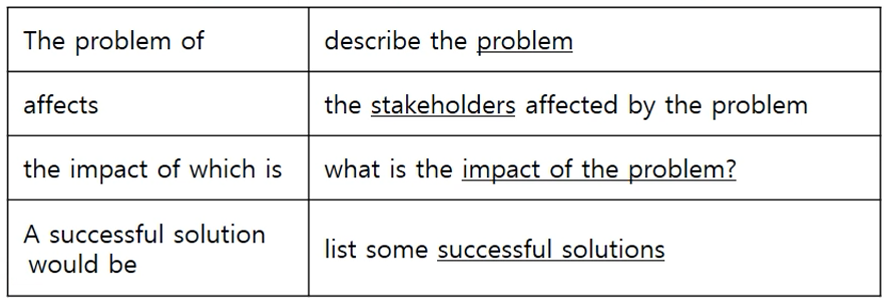 The problem of
describe the problem
affects
the stakeholders affected by the problem
the impact of which is
what is the impact of the problem?
A successful solution
would be
list some successful solutions